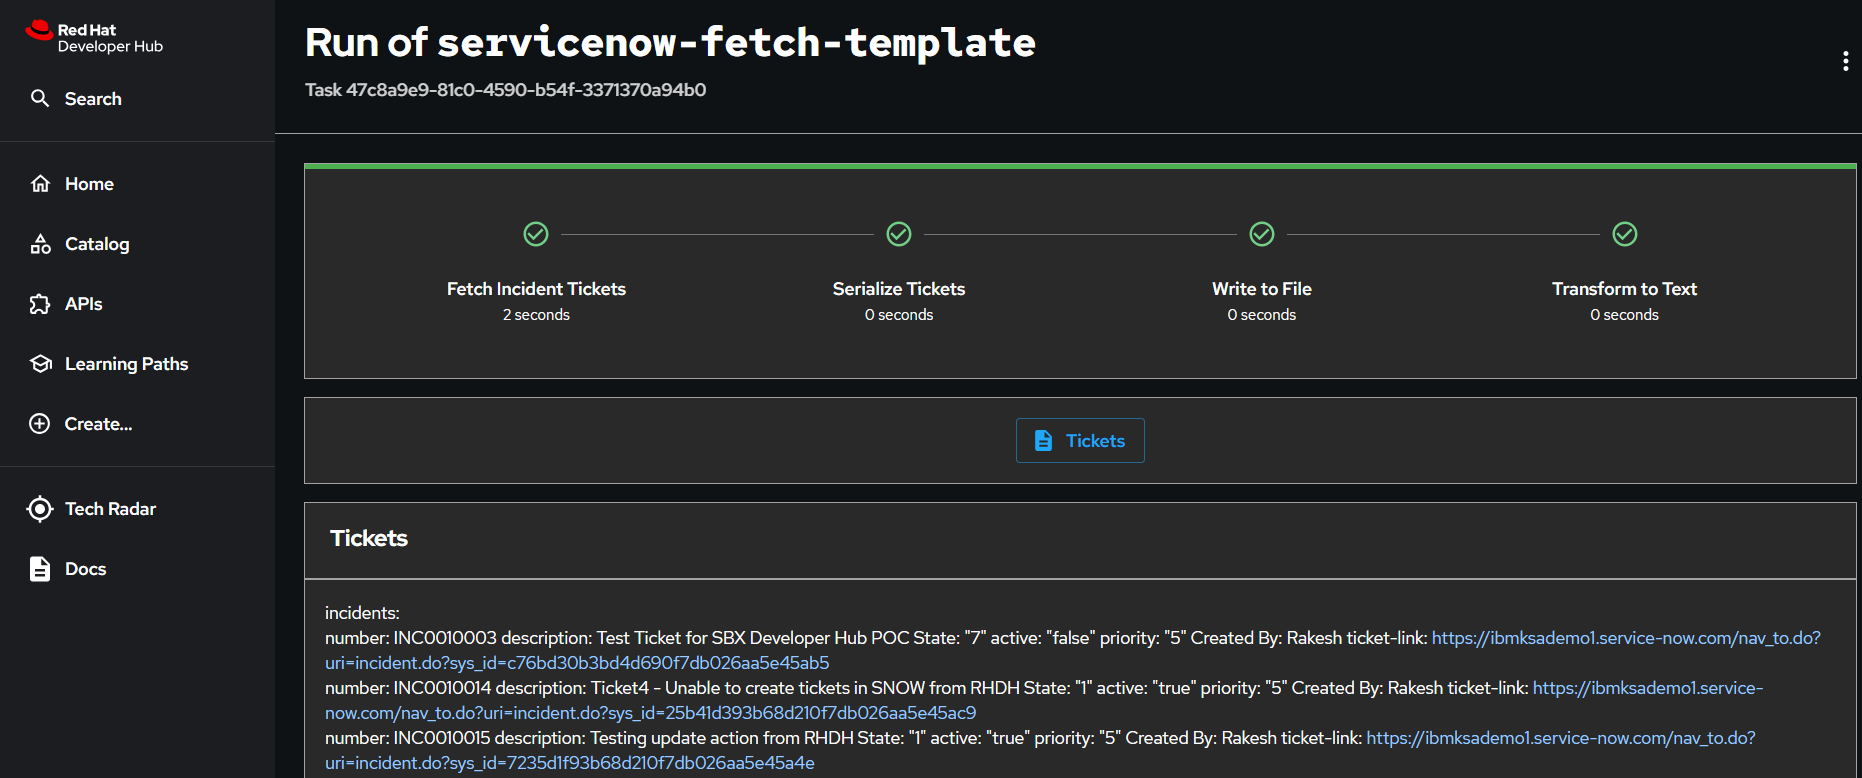 Red Hat
Developer Hub
Search
Home
Catalog
APIs
Learning Paths
Create...
Tech Radar
Docs
Run of servicenow-fetch-template
Task 47c8a9e9-81c0-4590-b54f-3371370a94b0
Fetch Incident Tickets
2 seconds
Serialize Tickets
0 seconds
Write to File
0 seconds
Transform to Text
0 seconds
Tickets
Tickets
incidents:
number: INC0010003 description: Test Ticket for SBX Developer Hub POC State: "7" active: "false" priority: "5" Created By: Rakesh ticket-link: https://ibmksademo1.service-now.com/nav_to.do?
uri=incident.do?sys_id=c76bd30b3bd4d690f7db026aa5e45ab5
number: INC0010014 description: Ticket4 - Unable to create tickets in SNOW from RHDH State: "1" active: "true" priority: "5" Created By: Rakesh ticket-link: https://ibmksademo1.service-
now.com/nav_to.do?uri=incident.do?sys_id=25b41d393b68d210f7db026aa5e45ac9
number: INC0010015 description: Testing update action from RHDH State: "1" active: "true" priority: "5" Created By: Rakesh ticket-link: https://ibmksademo1.service-now.com/nav_to.do?
uri=incident.do?sys_id=7235d1f93b68d210f7db026aa5e45a4e